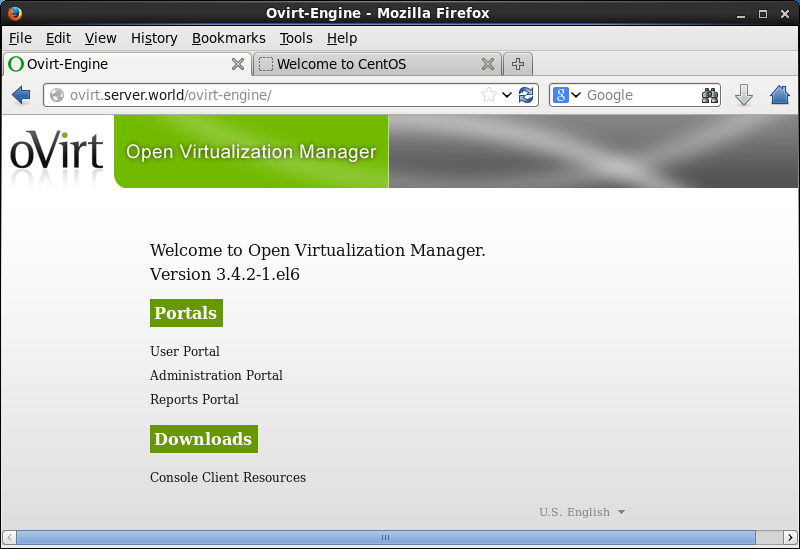 Ovirt-Engine - Mozilla Firefox
File Edit View History Bookmarks Tools Help
Ovirt-Engine Welcome to CentOS
ovirt.server.world/ovirt-engine/ 8 Google
oVirt Open Virtualization Manager
Welcome to Open Virtualization Manager.
Version 3.4.2-1.el6
Portals
User Portal
Administration Portal
Reports Portal
Downloads
Console Client Resources
U.S. English